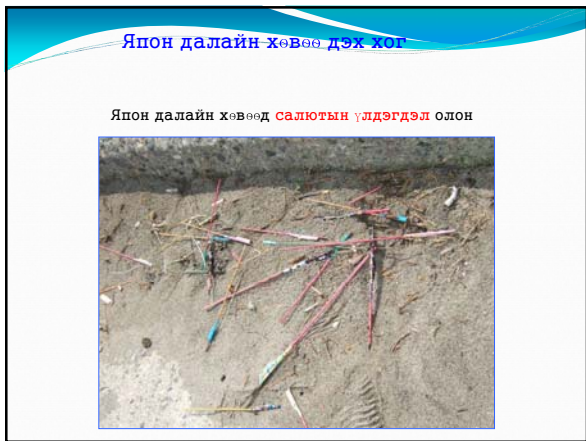 Япон далайн хөвөө дэх хог
Япон далайн хөвөөд салютын үлдэгдэл олон